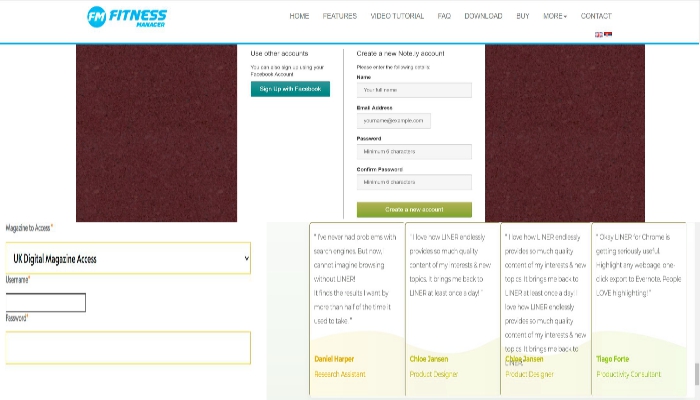 FM FITNESS MANAGER
HOME FEATURES VIDEO TUTORIAL FAQ DOWNLOAD BUY MORE CONTACT
Use other accounts
You can also sign up using your
Facebook Account
Sign Up with Facebook
Create a new Note.ly account
Please enter the following details
Name
Your full name
Email Address
yourname@example.com
Password
Minimum 6 characters
Confirm Password
Minimum 6 characters
Create a new account
Magazine to Access*
UK Digital Magazine Access
Username*
Password*
" I've never had problems with
search engines. But now,
cannot imagine browsing
without LINER!
It finds the results I want by
more than half of the time it
used to take. "
Daniel Harper
Research Assistant
" I love how LINER endlessly
provides so much quality
content of my interests & new
topics. It brings me back to
LINER at least once a day! "
Chloe Jansen
Product Designer
" I love how LINER endlessly
provides so much quality
content of my interests & new
topics. It brings me back to
LINER at least once a day I
love how LINER endlessly
provides so much quality
content of my interests & new
topics. It brings me back to
LINER
Chloe Jansen
Product Designer
" Okay LINER for Chrome is
getting seriously useful.
Highlight any webpage, one-
click export to Evernote. People
LOVE highlighting! "
Tiago Forte
Productivity Consultant